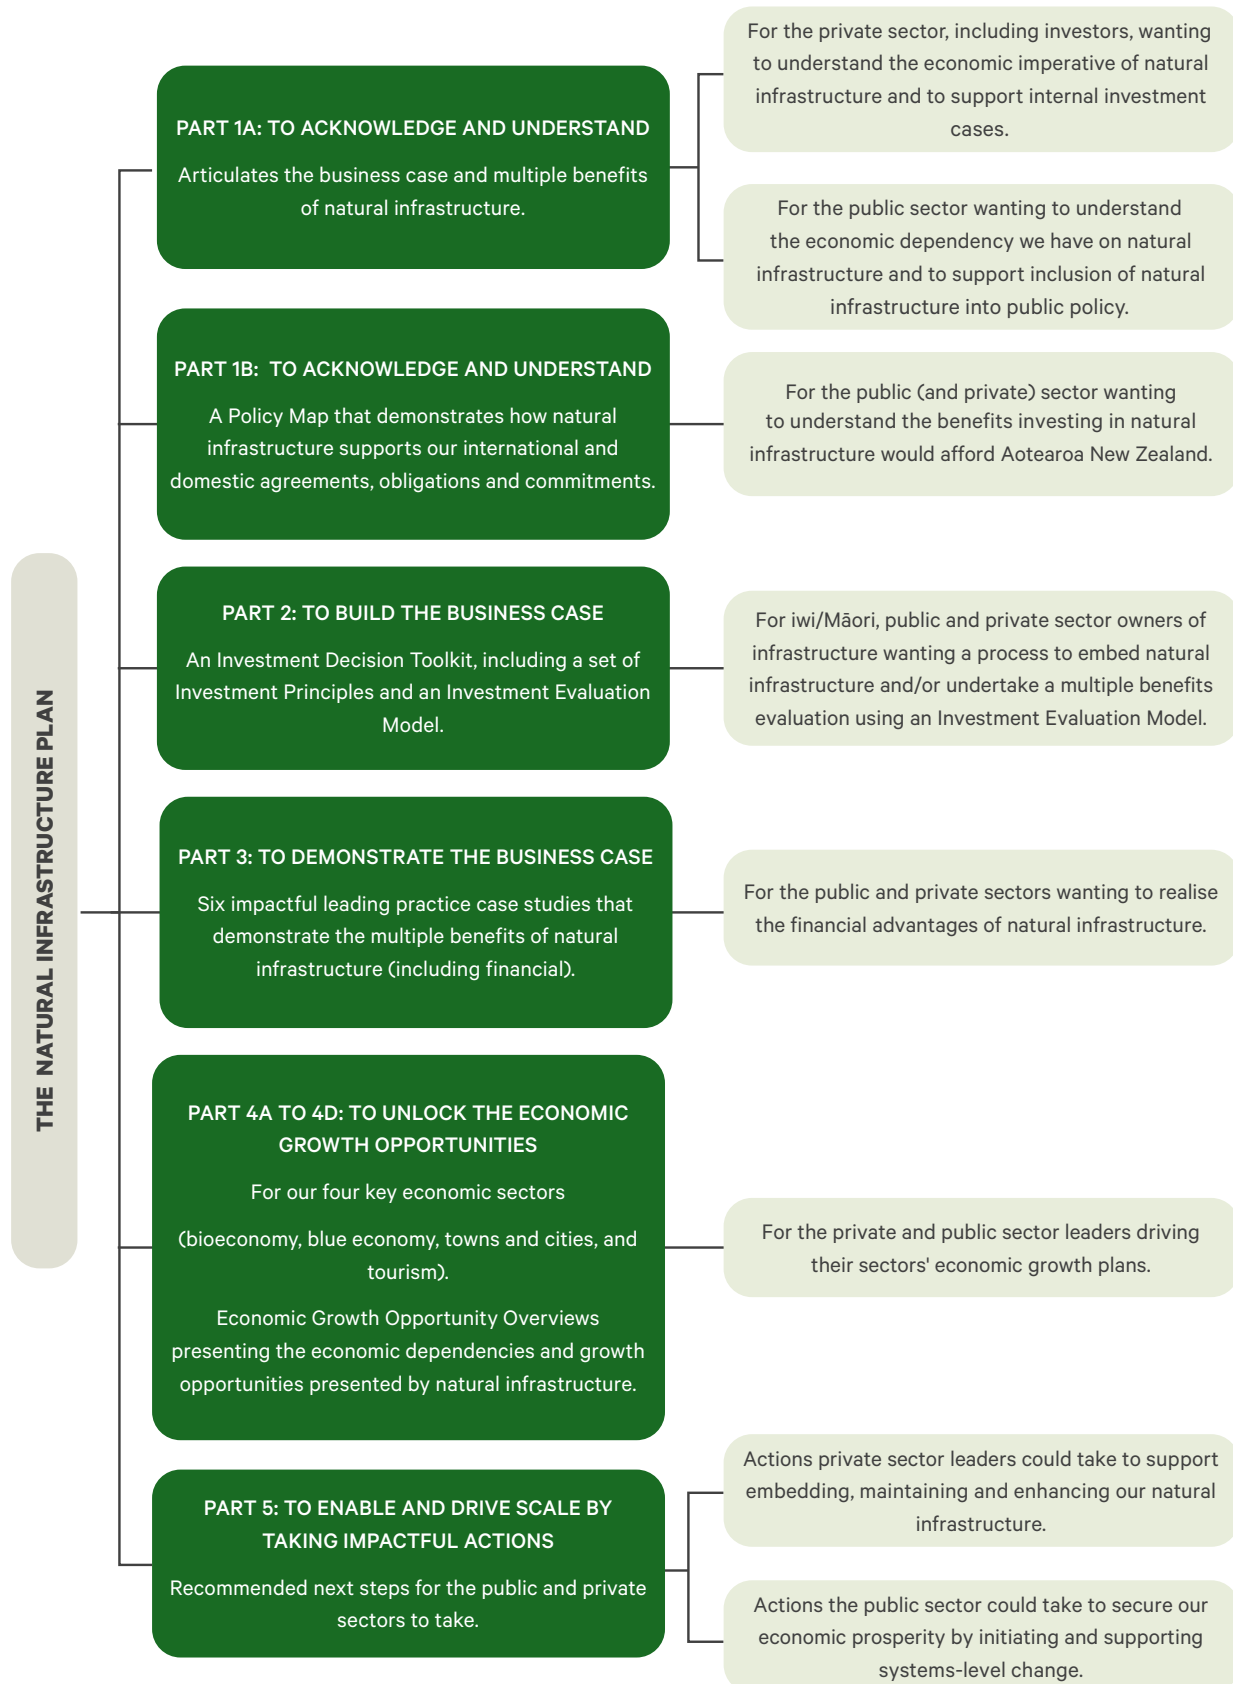 THE NATURAL INFRASTRUCTURE PLAN
PART 1A: TO ACKNOWLEDGE AND UNDERSTAND
Articulates the business case and multiple benefits
of natural infrastructure.
For the private sector, including investors, wanting
to understand the economic imperative of natural
infrastructure and to support internal investment
cases.
For the public sector wanting to understand
the economic dependency we have on natural
infrastructure and to support inclusion of natural
infrastructure into public policy.
PART 1B: TO ACKNOWLEDGE AND UNDERSTAND
A Policy Map that demonstrates how natural
infrastructure supports our international and
domestic agreements, obligations and commitments.
For the public (and private) sector wanting
to understand the benefits investing in natural
infrastructure would afford Aotearoa New Zealand.
PART 2: TO BUILD THE BUSINESS CASE
An Investment Decision Toolkit, including a set of
Investment Principles and an Investment Evaluation
Model.
For iwi/Māori, public and private sector owners of
infrastructure wanting a process to embed natural
infrastructure and/or undertake a multiple benefits
evaluation using an Investment Evaluation Model.
PART 3: TO DEMONSTRATE THE BUSINESS CASE
Six impactful leading practice case studies that
demonstrate the multiple benefits of natural
infrastructure (including financial).
For the public and private sectors wanting to realise
the financial advantages of natural infrastructure.
PART 4A TO 4D: TO UNLOCK THE ECONOMIC
GROWTH OPPORTUNITIES
For our four key economic sectors
(bioeconomy, blue economy, towns and cities, and
tourism).
Economic Growth Opportunity Overviews
presenting the economic dependencies and growth
opportunities presented by natural infrastructure.
For the private and public sector leaders driving
their sectors' economic growth plans.
PART 5: TO ENABLE AND DRIVE SCALE BY
TAKING IMPACTFUL ACTIONS
Recommended next steps for the public and private
sectors to take.
Actions private sector leaders could take to support
embedding, maintaining and enhancing our natural
infrastructure.
Actions the public sector could take to secure our
economic prosperity by initiating and supporting
systems-level change.